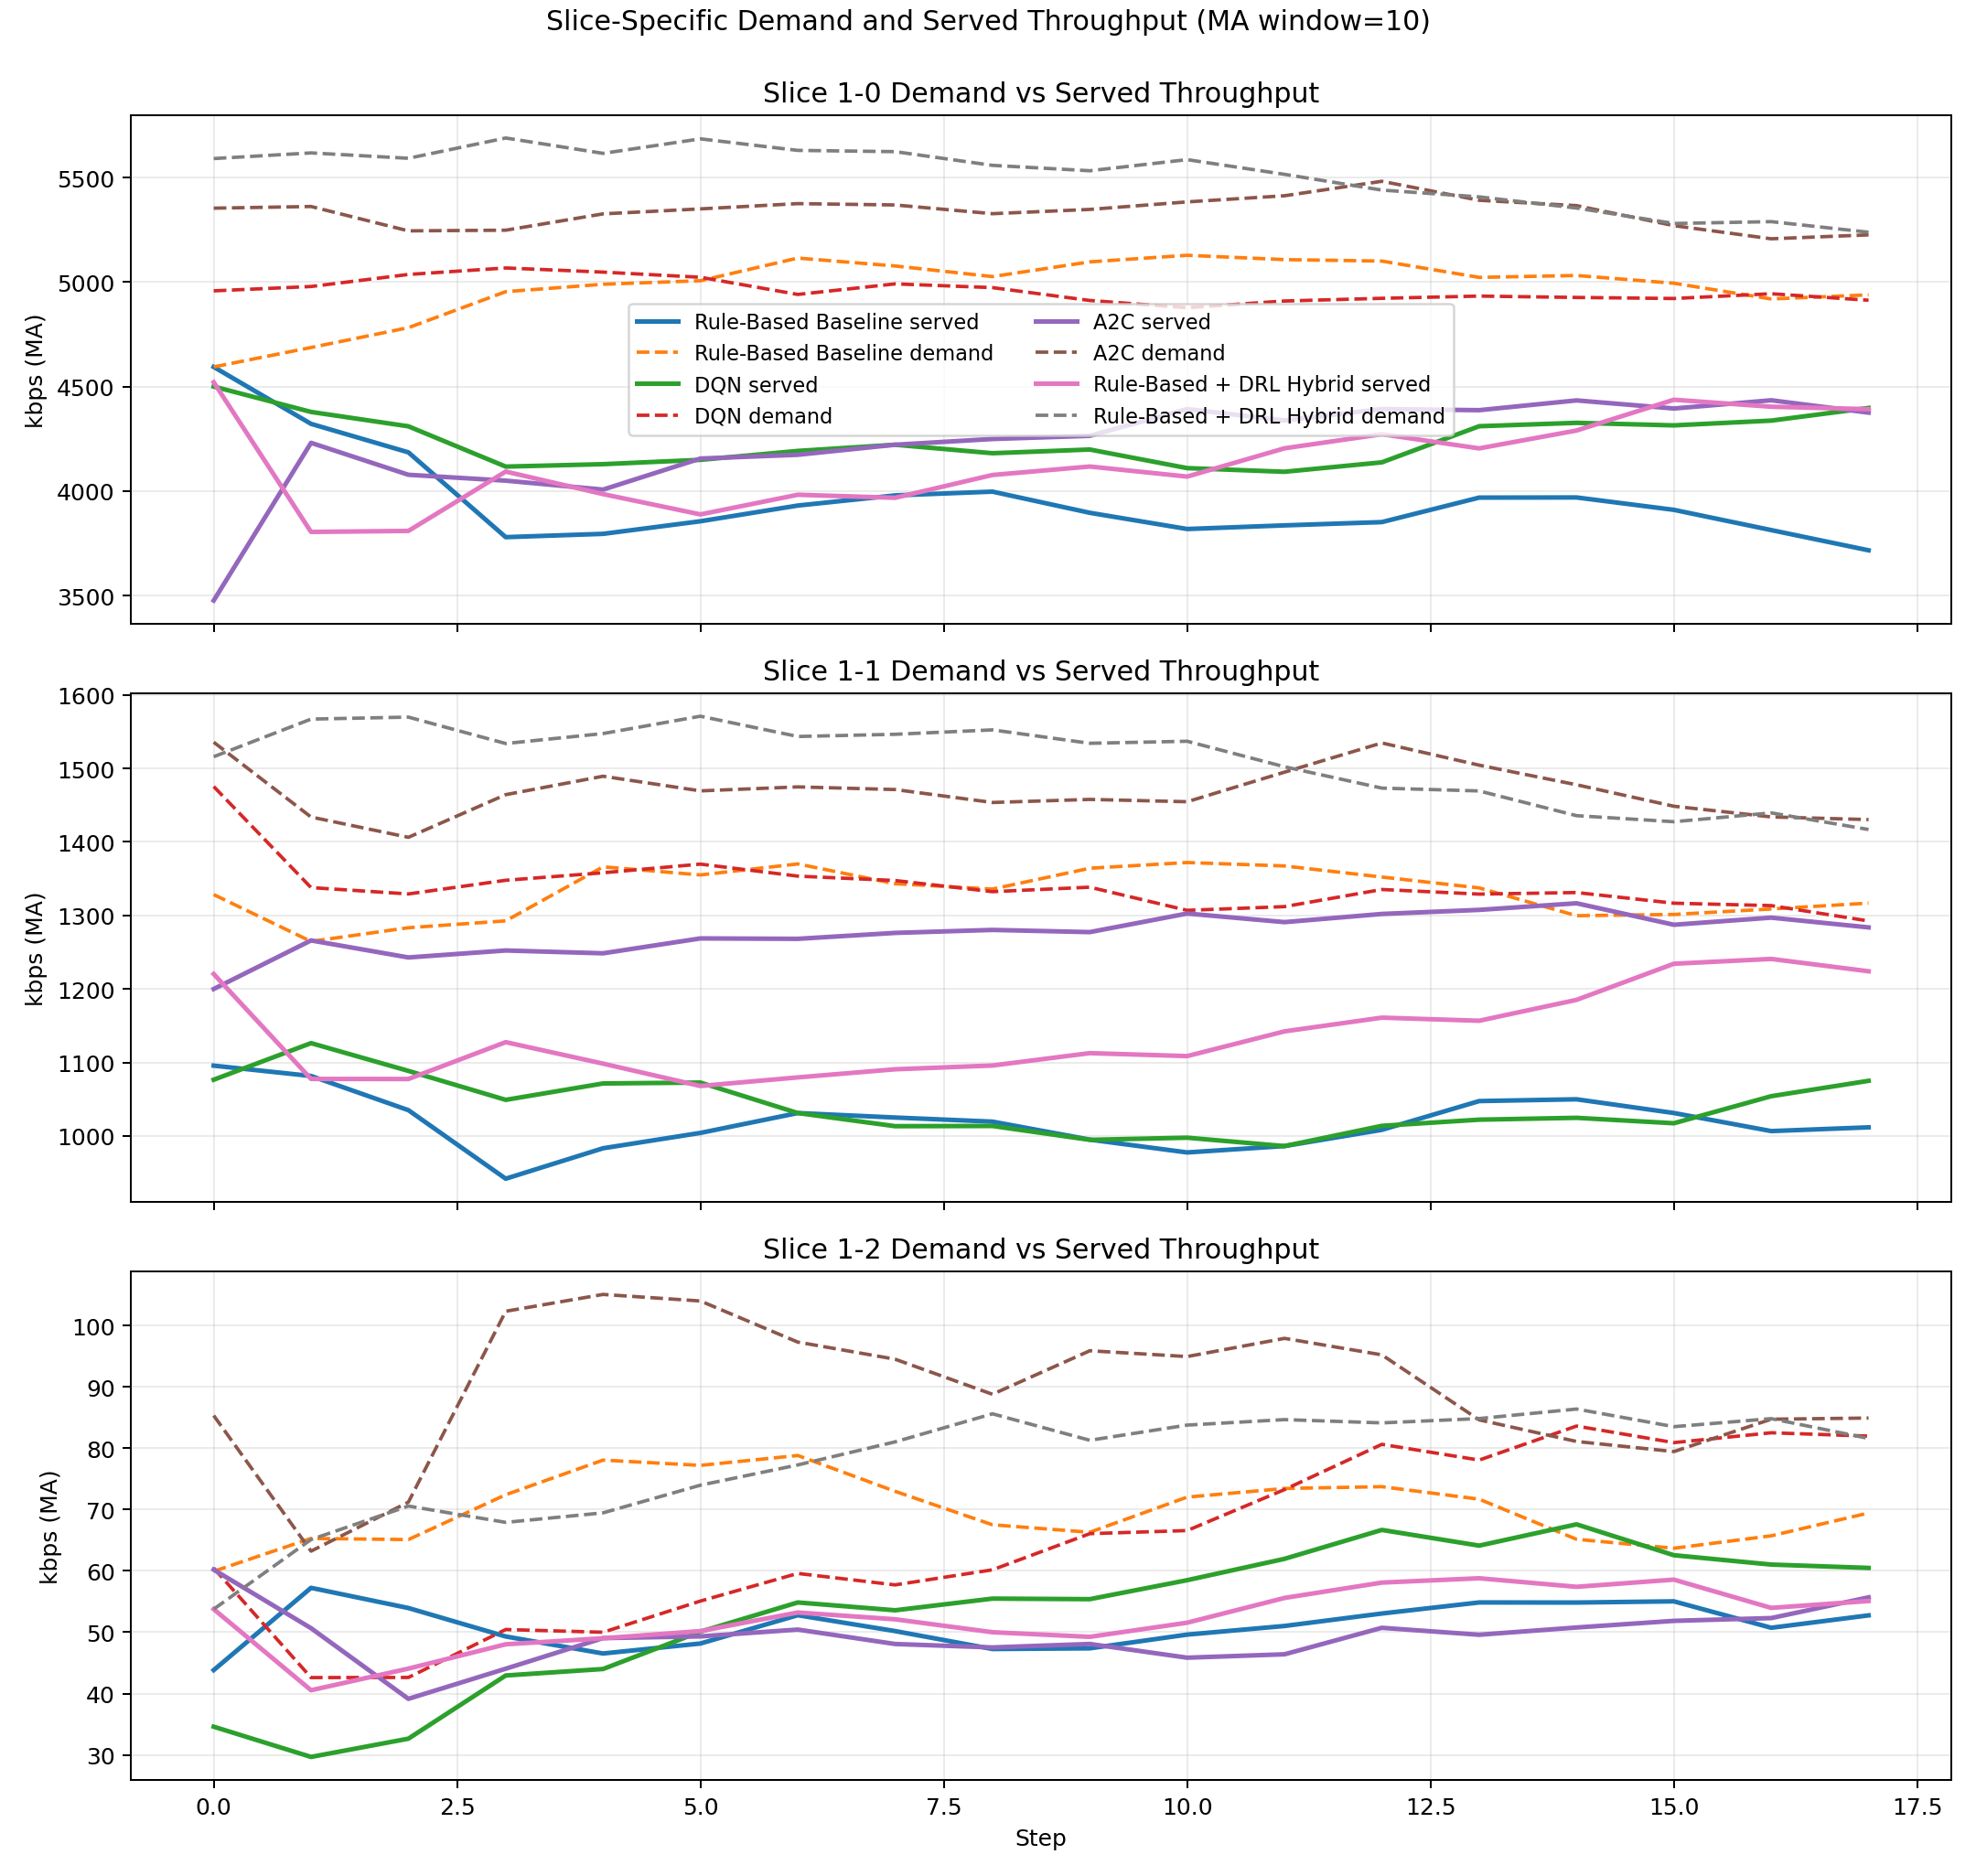 Slice-Specific Demand and Served Throughput (MA window=10)
Slice 1-0 Demand vs Served Throughput
kbps (MA)
5500
5000
4500
4000
3500
Rule-Based Baseline served
Rule-Based Baseline demand
DQN served
DQN demand
A2C served
A2C demand
Rule-Based + DRL Hybrid served
Rule-Based + DRL Hybrid demand
Slice 1-1 Demand vs Served Throughput
kbps (MA)
1600
1500
1400
1300
1200
1100
1000
Slice 1-2 Demand vs Served Throughput
kbps (MA)
100
90
80
70
60
50
40
30
0.0 2.5 5.0 7.5 10.0 12.5 15.0 17.5
Step